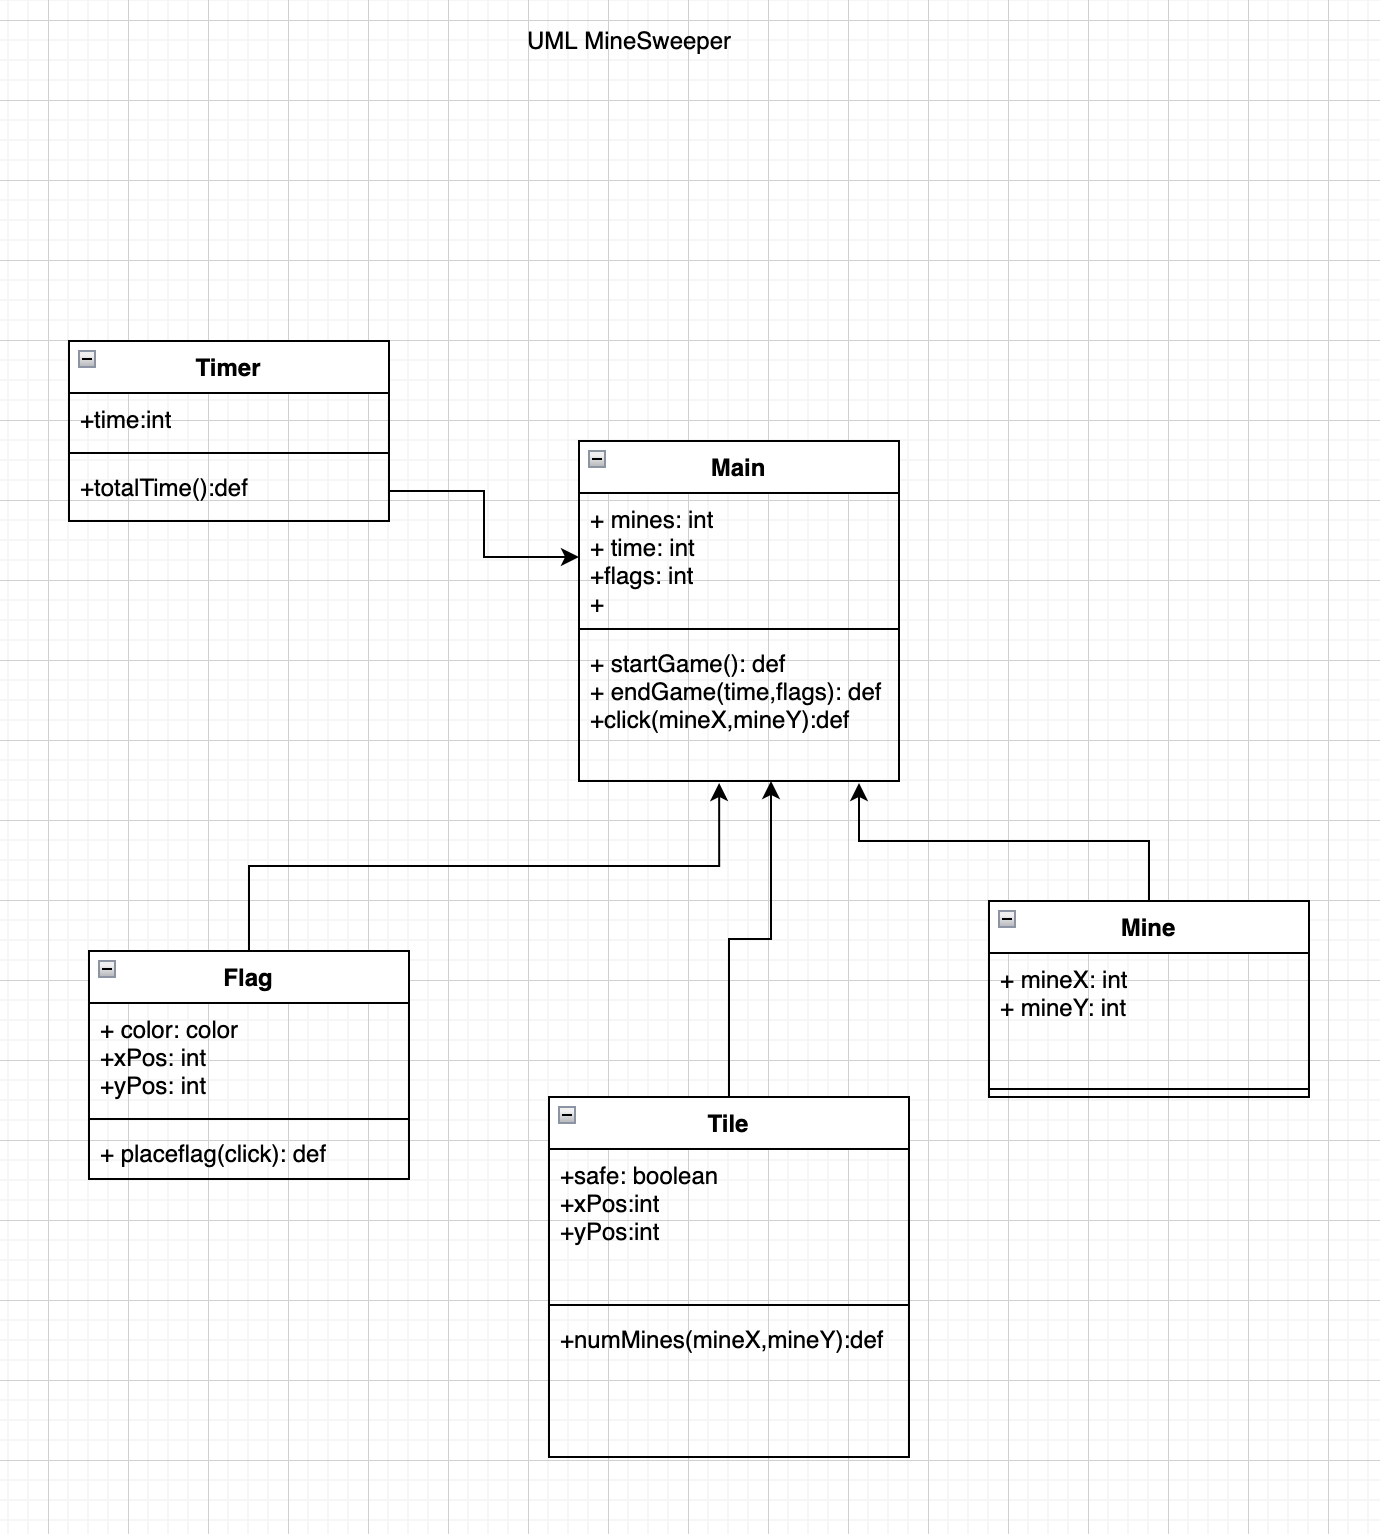 UML MineSweeper
Timer
+time:int
+totalTime():def
Main
+ mines: int
+ time: int
+flags: int
+
+ startGame(): def
+ endGame(time,flags): def
+click(mineX,mineY):def
Flag
+ color: color
+xPos: int
+yPos: int
+ placeflag(click): def
Tile
+safe: boolean
+xPos:int
+yPos:int
+numMines(mineX,mineY):def
Mine
+ mineX: int
+ mineY: int